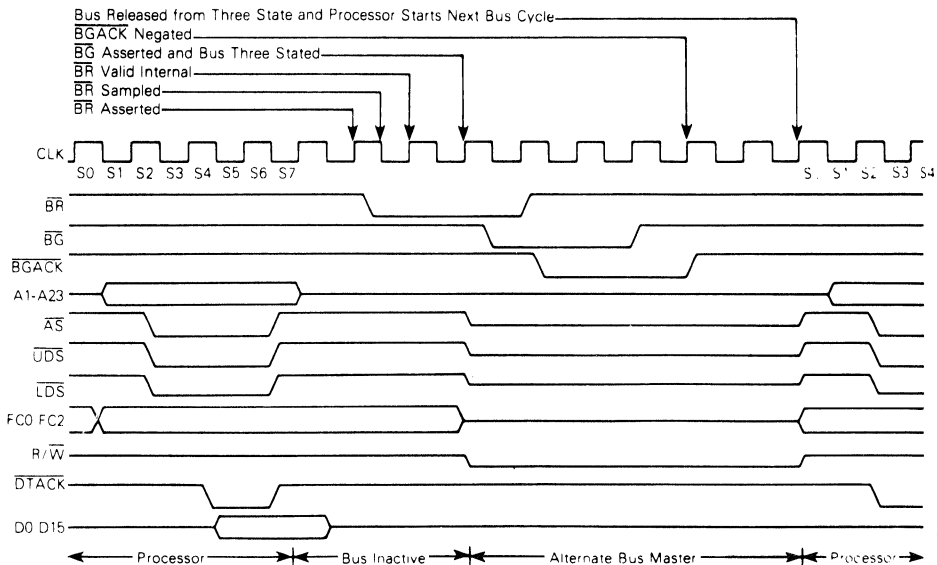 Bus Released from Three State and Processor Starts Next Bus Cycle
BGACK Negated
BG Asserted and Bus Three Stated
BR Valid Internal
BR Sampled
BR Asserted
CLK
S0 S1 S2 S3 S4 S5 S6 S7 S1 S2 S3 S4
BR
BG
BGACK
A1-A23
AS
UDS
LDS
FC0 FC2
R/W
DTACK
D0 D15
Processor Bus Inactive Alternate Bus Master Processor